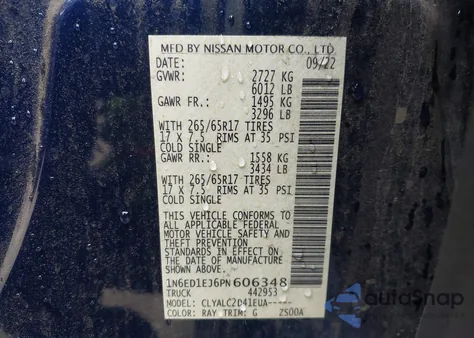 MFD BY NISSAN MOTOR CO., LTD
DATE: 09/22
GVWR: 2727 KG
6012 LB
GAWR FR.: 1495 KG
3296 LB
WITH 265/65R17 TIRES
17 X 7.5 RIMS AT 35 PSI
COLD SINGLE
GAWR RR.: 1558 KG
3434 LB
WITH 265/65R17 TIRES
17 X 7.5 RIMS AT 35 PSI
COLD SINGLE
THIS VEHICLE CONFORMS TO
ALL APPLICABLE FEDERAL
MOTOR VEHICLE SAFETY AND
THEFT PREVENTION
STANDARDS IN EFFECT ON
THE DATE OF MANUFACTURE
SHOWN ABOVE
1N6ED1EJ6PN606348
TRUCK 442953
MODEL: CLYALC2D41EUA-----
COLOR: RAY TRIM: G ZS00A
AutoSnap